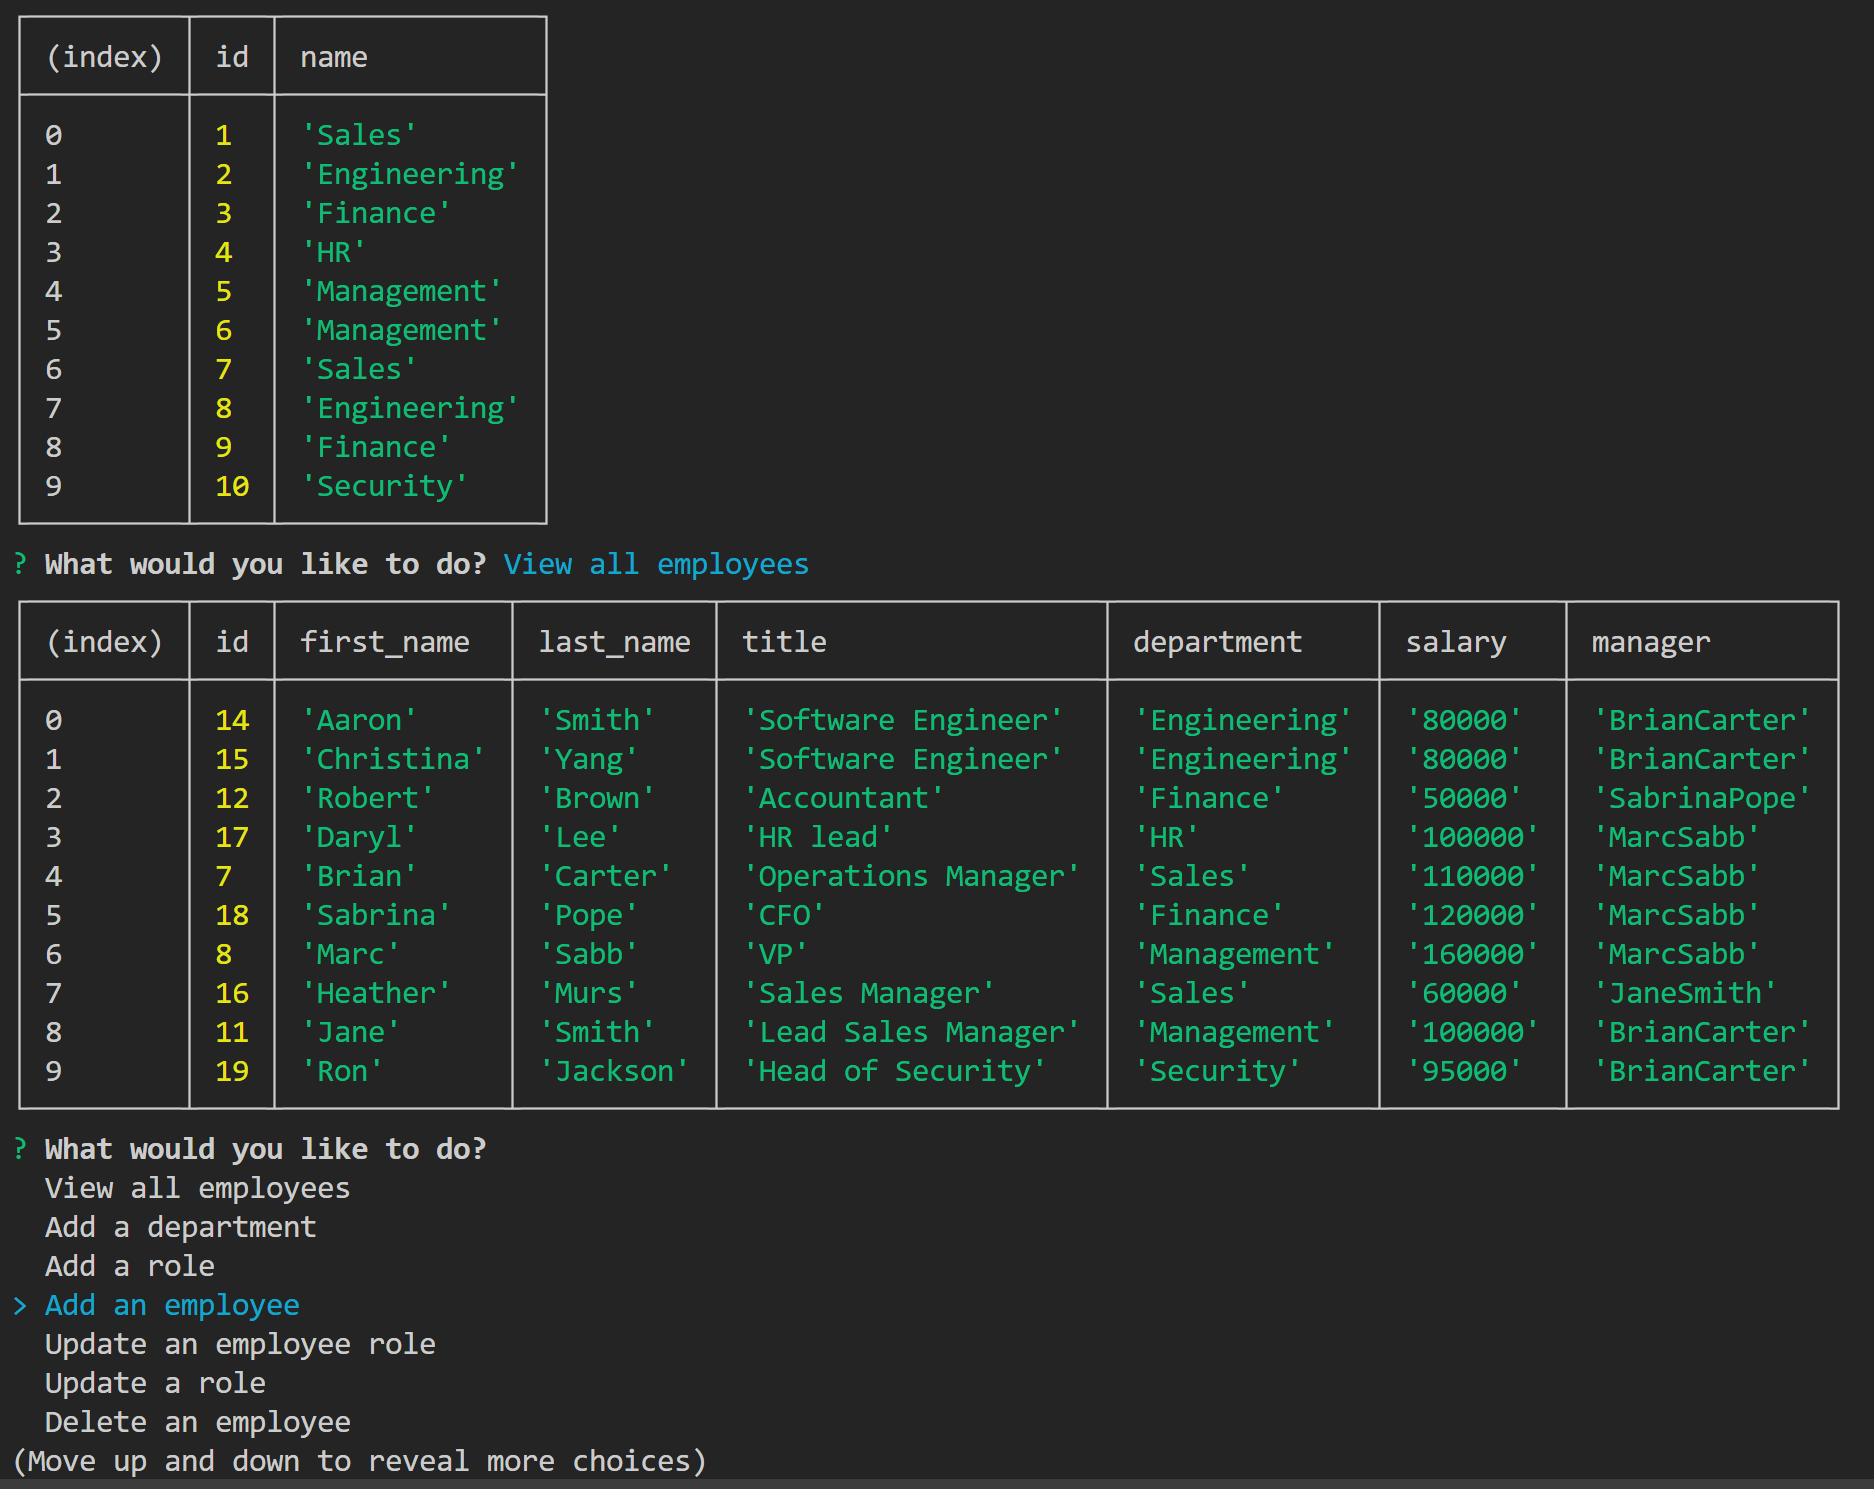 (index) id name
0 1 'Sales'
1 2 'Engineering'
2 3 'Finance'
3 4 'HR'
4 5 'Management'
5 6 'Management'
6 7 'Sales'
7 8 'Engineering'
8 9 'Finance'
9 10 'Security'
? What would you like to do? View all employees
(index) id first_name last_name title department salary manager
0 14 'Aaron' 'Smith' 'Software Engineer' 'Engineering' '80000' 'BrianCarter'
1 15 'Christina' 'Yang' 'Software Engineer' 'Engineering' '80000' 'BrianCarter'
2 12 'Robert' 'Brown' 'Accountant' 'Finance' '50000' 'SabrinaPope'
3 17 'Daryl' 'Lee' 'HR lead' 'HR' '100000' 'MarcSabb'
4 7 'Brian' 'Carter' 'Operations Manager' 'Sales' '110000' 'MarcSabb'
5 18 'Sabrina' 'Pope' 'CFO' 'Finance' '120000' 'MarcSabb'
6 8 'Marc' 'Sabb' 'VP' 'Management' '160000' 'MarcSabb'
7 16 'Heather' 'Murs' 'Sales Manager' 'Sales' '60000' 'JaneSmith'
8 11 'Jane' 'Smith' 'Lead Sales Manager' 'Management' '100000' 'BrianCarter'
9 19 'Ron' 'Jackson' 'Head of Security' 'Security' '95000' 'BrianCarter'
? What would you like to do?
View all employees
Add a department
Add a role
> Add an employee
Update an employee role
Update a role
Delete an employee
(Move up and down to reveal more choices)